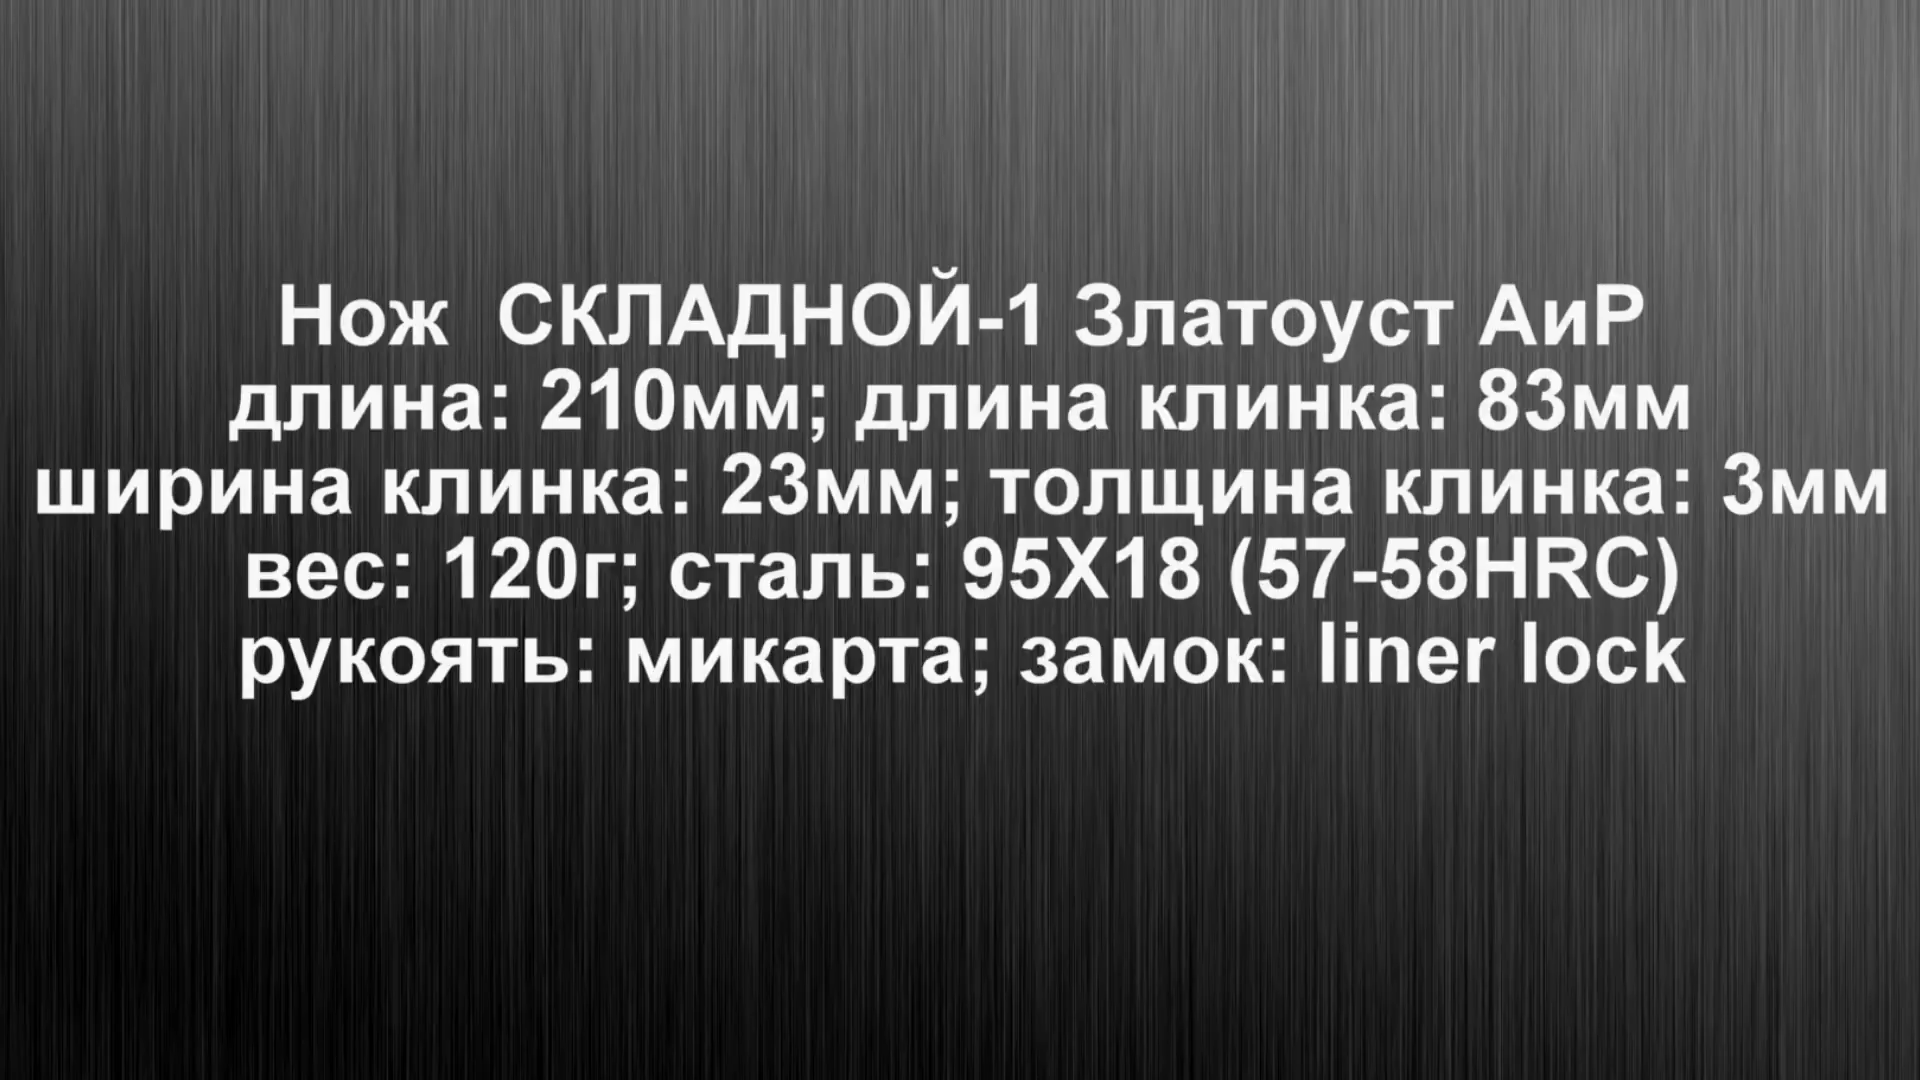 Нож  СКЛАДНОЙ-1 Златоуст АиР
длина: 210мм; длина клинка: 83мм
ширина клинка: 23мм; толщина клинка: 3мм
вес: 120г; сталь: 95Х18 (57-58HRC)
рукоять: микарта; замок: liner lock